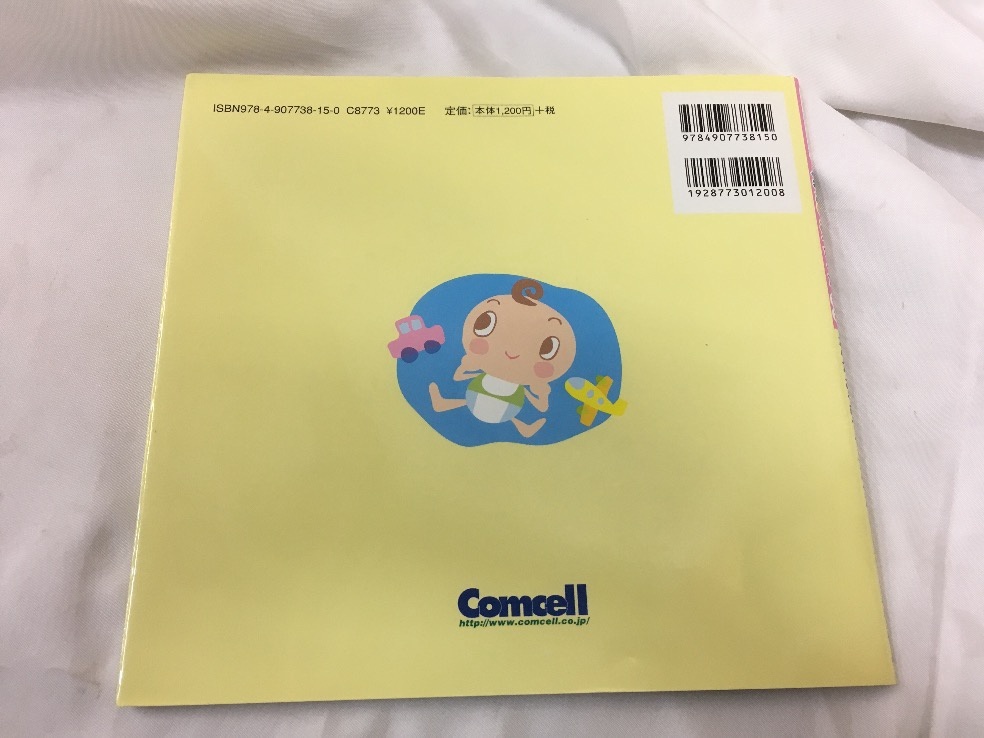 ISBN978-4-907738-15-0 C8773 ¥1200E 定価：本体1,200円+税
9784907738150
1928773012008
Comcell
http://www.comcell.co.jp/